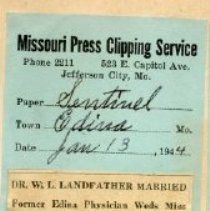 Missouri Press Clipping Service
Phone 2211 523 E. Capitol Ave.
Jefferson City, Mo.
Paper Sentinel
Town Edina Mo.
Date Jan 13, 1944
DR. W. L. LANDFATHER MARRIED
Former Edina Physician Weds Miss